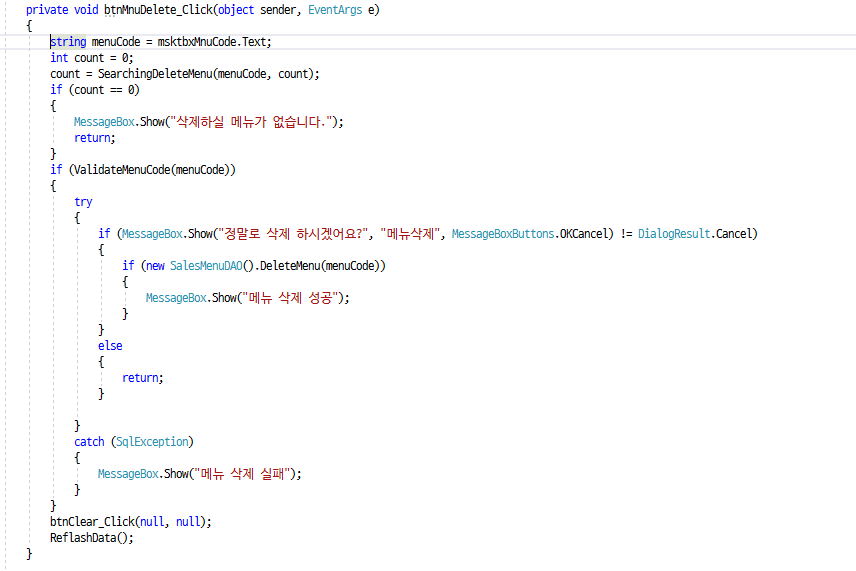 private void btnMnuDelete_Click(object sender, EventArgs e)
{
string menuCode = msktbxMnuCode.Text;
int count = 0;
count = SearchingDeleteMenu(menuCode, count);
if (count == 0)
{
MessageBox.Show("삭제하실 메뉴가 없습니다.");
return;
}
if (ValidateMenuCode(menuCode))
{
try
{
if (MessageBox.Show("정말로 삭제 하시겠어요?", "메뉴삭제", MessageBoxButtons.OKCancel) != DialogResult.Cancel)
{
if (new SalesMenuDAO().DeleteMenu(menuCode))
{
MessageBox.Show("메뉴 삭제 성공");
}
}
else
{
return;
}
}
catch (SqlException)
{
MessageBox.Show("메뉴 삭제 실패");
}
}
btnClear_Click(null, null);
ReflashData();
}